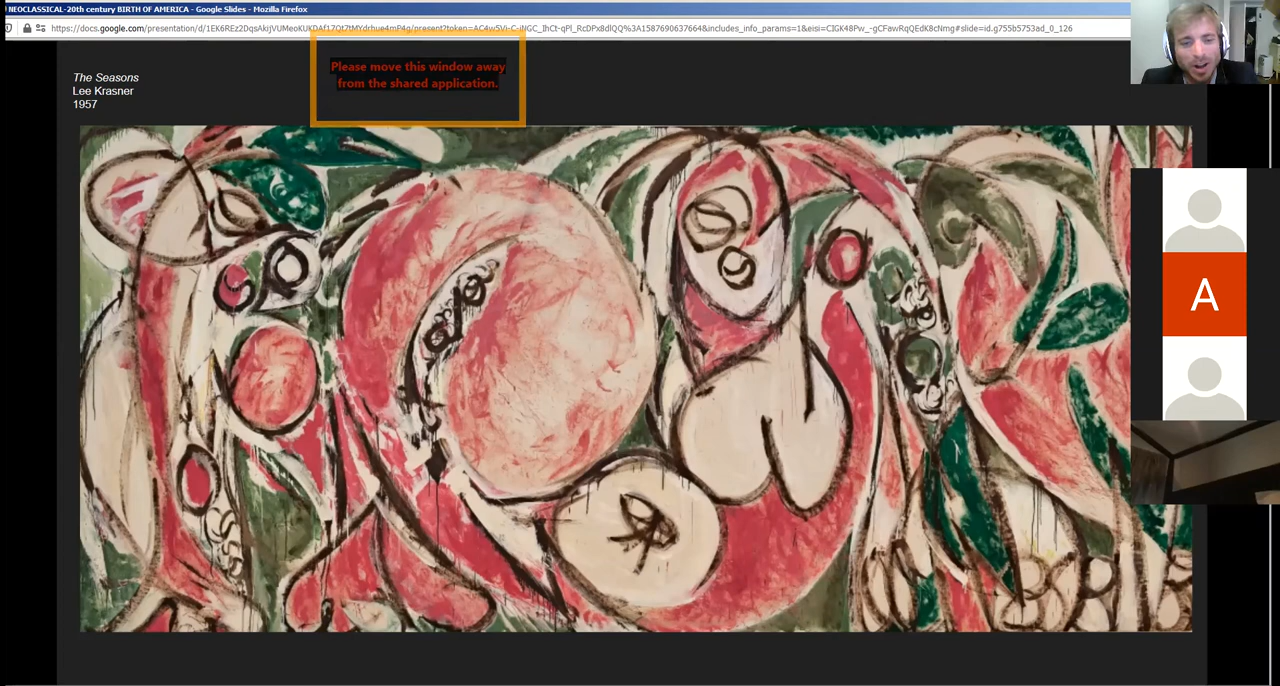 NEOCLASSICAL-20th century BIRTH OF AMERICA - Google Slides - Mozilla Firefox
Please move this window away
from the shared application.
The Seasons
Lee Krasner
1957
A